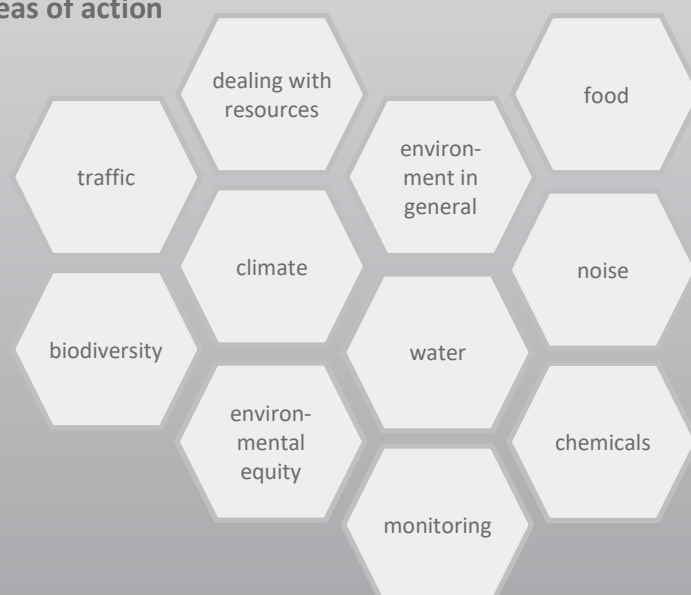 eas of action
dealing with
resources
food
environ-
ment in
general
traffic
climate
noise
biodiversity
water
environ-
mental
equity
chemicals
monitoring